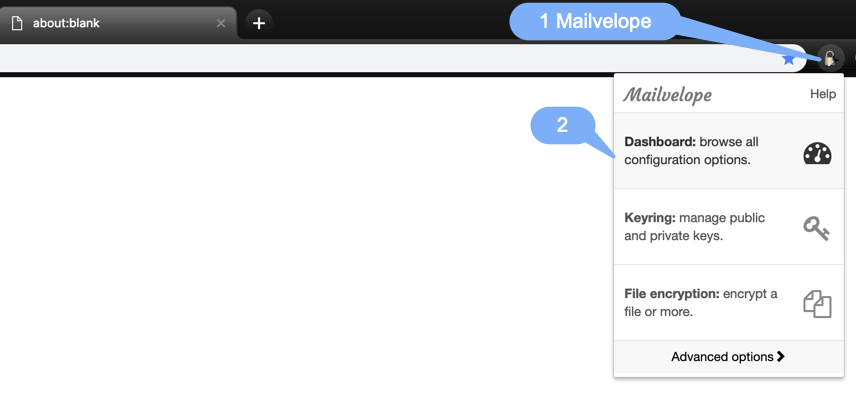 about:blank
1 Mailvelope
Mailvelope
Help
2
Dashboard: browse all
configuration options.
Keyring: manage public
and private keys.
File encryption: encrypt a
file or more.
Advanced options